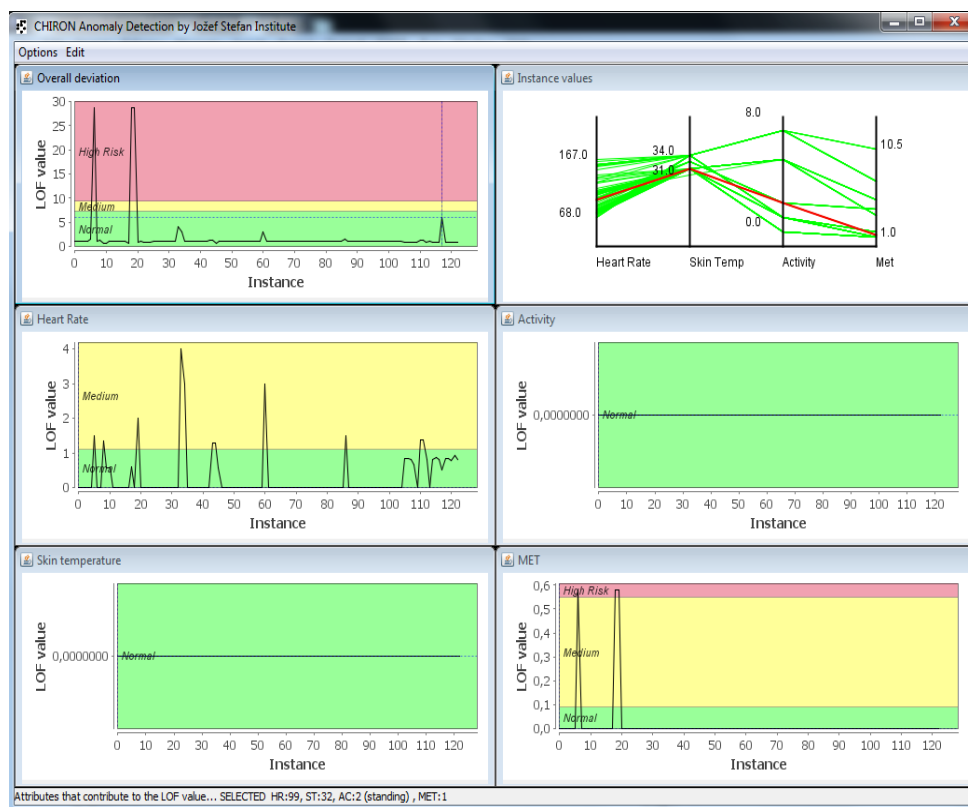 CHIRON Anomaly Detection by Jožef Stefan Institute
Options Edit
Overall deviation
30
25
20
15
10
5
0
LOF value
High Risk
Medium
Normal
0 10 20 30 40 50 60 70 80 90 100 110 120
Instance
Instance values
8.0
167.0
34.0
10.5
31.0
68.0
0.0
1.0
Heart Rate Skin Temp Activity Met
Heart Rate
4
3
2
1
0
LOF value
Medium
Normal
0 10 20 30 40 50 60 70 80 90 100 110 120
Instance
Activity
LOF value
0,0000000
Normal
0 10 20 30 40 50 60 70 80 90 100 110 120
Instance
Skin temperature
LOF value
0,0000000
Normal
0 10 20 30 40 50 60 70 80 90 100 110 120
Instance
MET
0,6
0,5
0,4
0,3
0,2
0,1
0,0
LOF value
High Risk
Medium
Normal
0 10 20 30 40 50 60 70 80 90 100 110 120
Instance
Attributes that contribute to the LOF value... SELECTED HR:99, ST:32, AC:2 (standing) , MET:1